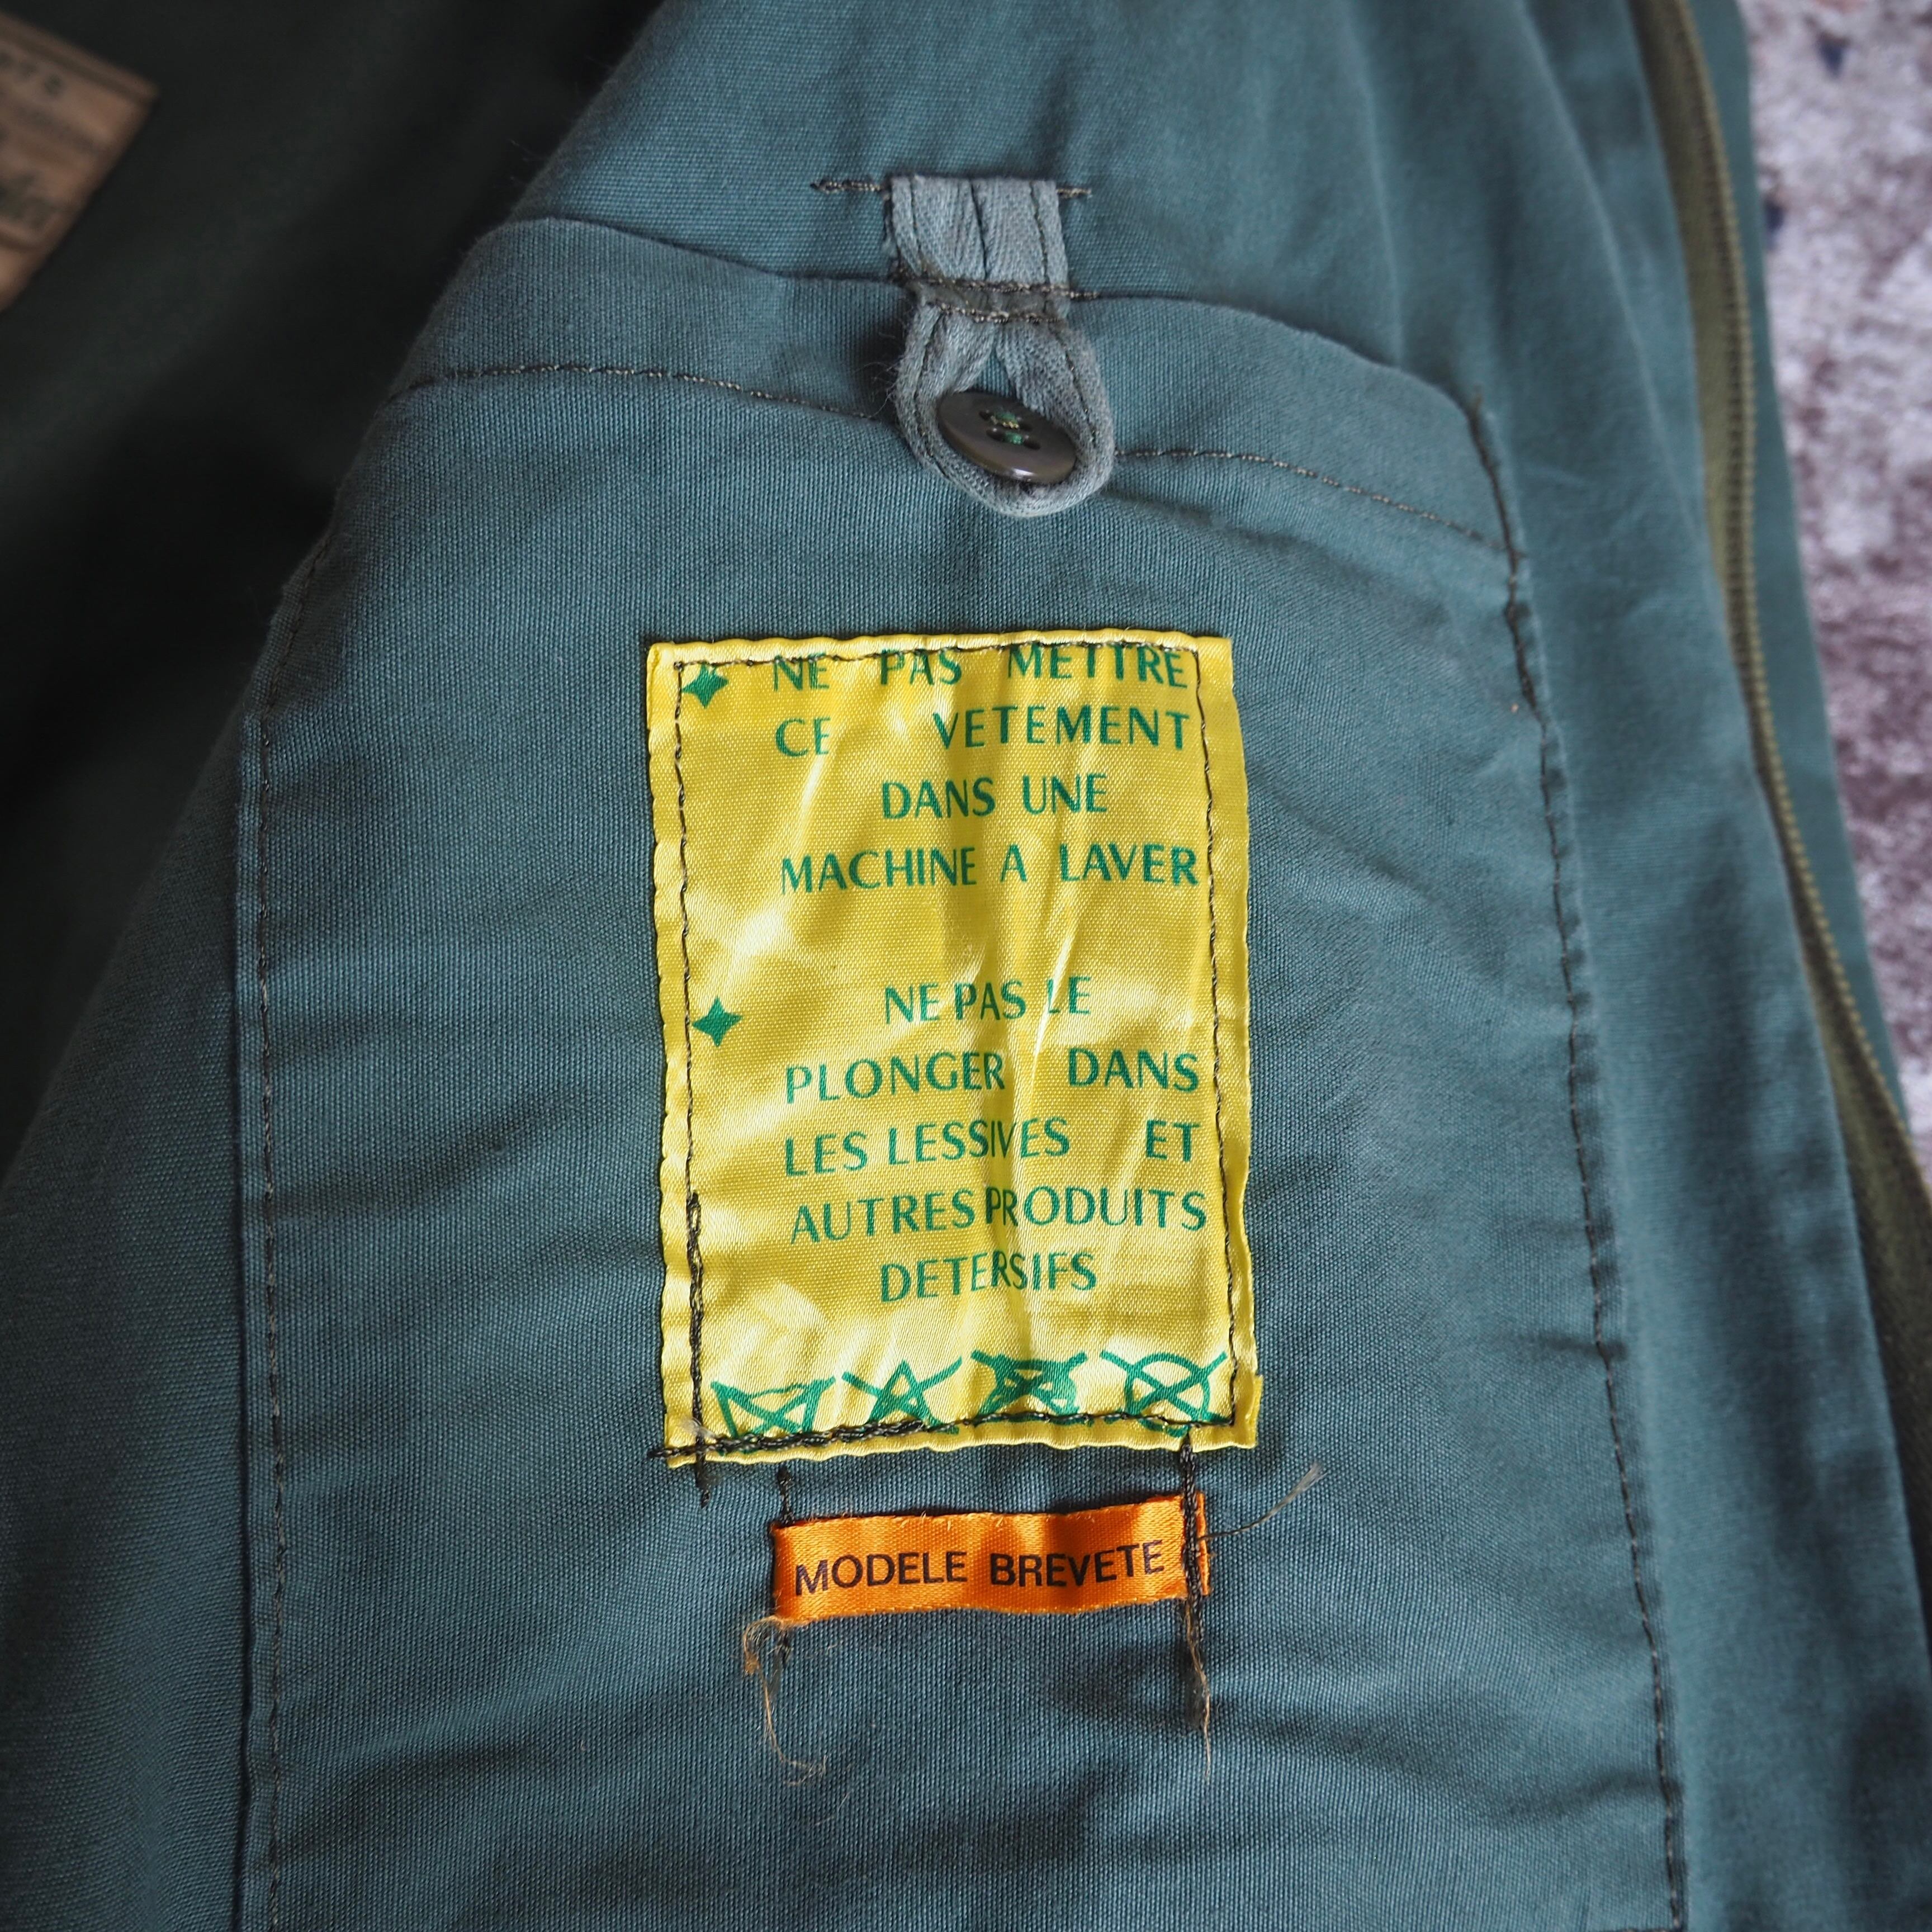 NE PAS METTRE
CE VETEMENT
DANS UNE
MACHINE A LAVER
NE PAS LE
PLONGER DANS
LES LESSIVES ET
AUTRES PRODUITS
DETERSIFS
MODELE BREVETE